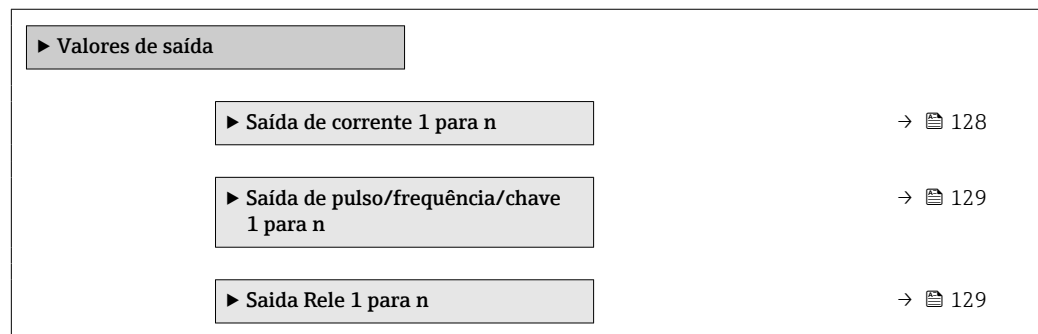 ▶ Valores de saída
▶ Saída de corrente 1 para n → 128
▶ Saída de pulso/frequência/chave → 129
1 para n
▶ Saida Rele 1 para n → 129